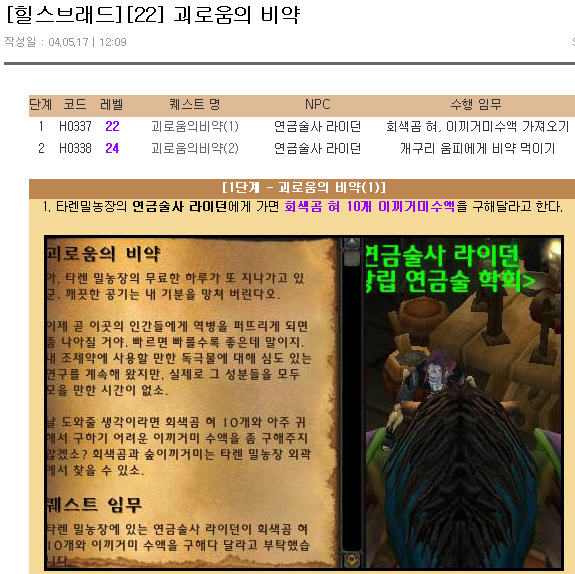 [힐스브래드][22] 괴로움의 비약
작성일 : 04.05.17 | 12:09
단계 코드 레벨 퀘스트 명 NPC 수행 임무
1 H0337 22 괴로움의비약(1) 연금술사 라이던 회색곰 혀, 이끼거미수액 가져오기
2 H0338 24 괴로움의비약(2) 연금술사 라이던 개구리 움피에게 비약 먹이기
[1단계 - 괴로움의 비약(1)]
1. 타렌밀농장의 연금술사 라이던에게 가면 회색곰 혀 10개 이끼거미수액을 구해달라고 한다.
괴로움의 비약
아, 타렌 밀농장의 무료한 하루가 또 지나가고 있
군. 깨끗한 공기는 내 기분을 망쳐 버린다오.
이제 곧 이곳의 인간들에게 역병을 퍼뜨리게 되면
좀 나아질 거야. 빠르면 빠를수록 좋은데 말이지.
내 조제약에 사용할 만한 독극물에 대해 심도 있는
연구를 계속해 왔지만, 실제로 그 성분들을 모두
모을 만한 시간이 없소.
날 도와줄 생각이라면 회색곰 혀 10개와 아주 귀
해서 구하기 어려운 이끼거미 수액을 좀 구해주지
않겠소? 회색곰과 숲이끼거미는 타렌 밀농장 외곽
에서 찾을 수 있소.
퀘스트 임무
타렌 밀농장에 있는 연금술사 라이던이 회색곰 혀
10개와 이끼거미 수액을 구해다 달라고 부탁했습
니다.
연금술사 라이던
왕립 연금술 학회>